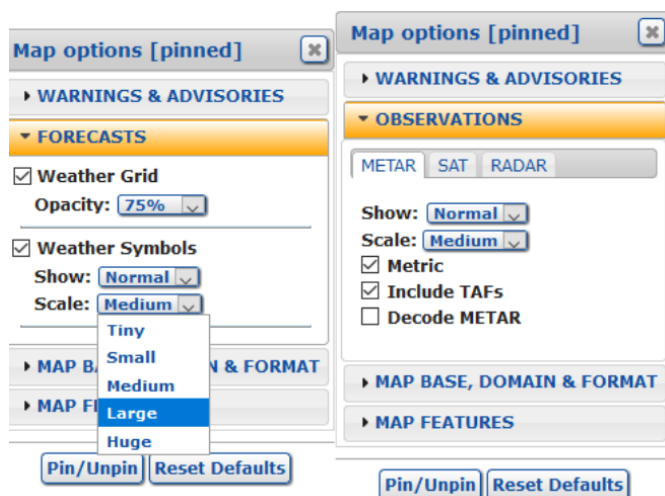 Map options [pinned]
WARNINGS & ADVISORIES
FORECASTS
Weather Grid
Opacity: 75%
Weather Symbols
Show: Normal
Scale: Medium
Tiny
Small
Medium
Large
Huge
MAP B N & FORMAT
MAP F
Pin/Unpin Reset Defaults
Map options [pinned]
WARNINGS & ADVISORIES
OBSERVATIONS
METAR SAT RADAR
Show: Normal
Scale: Medium
Metric
Include TAFs
Decode METAR
MAP BASE, DOMAIN & FORMAT
MAP FEATURES
Pin/Unpin Reset Defaults